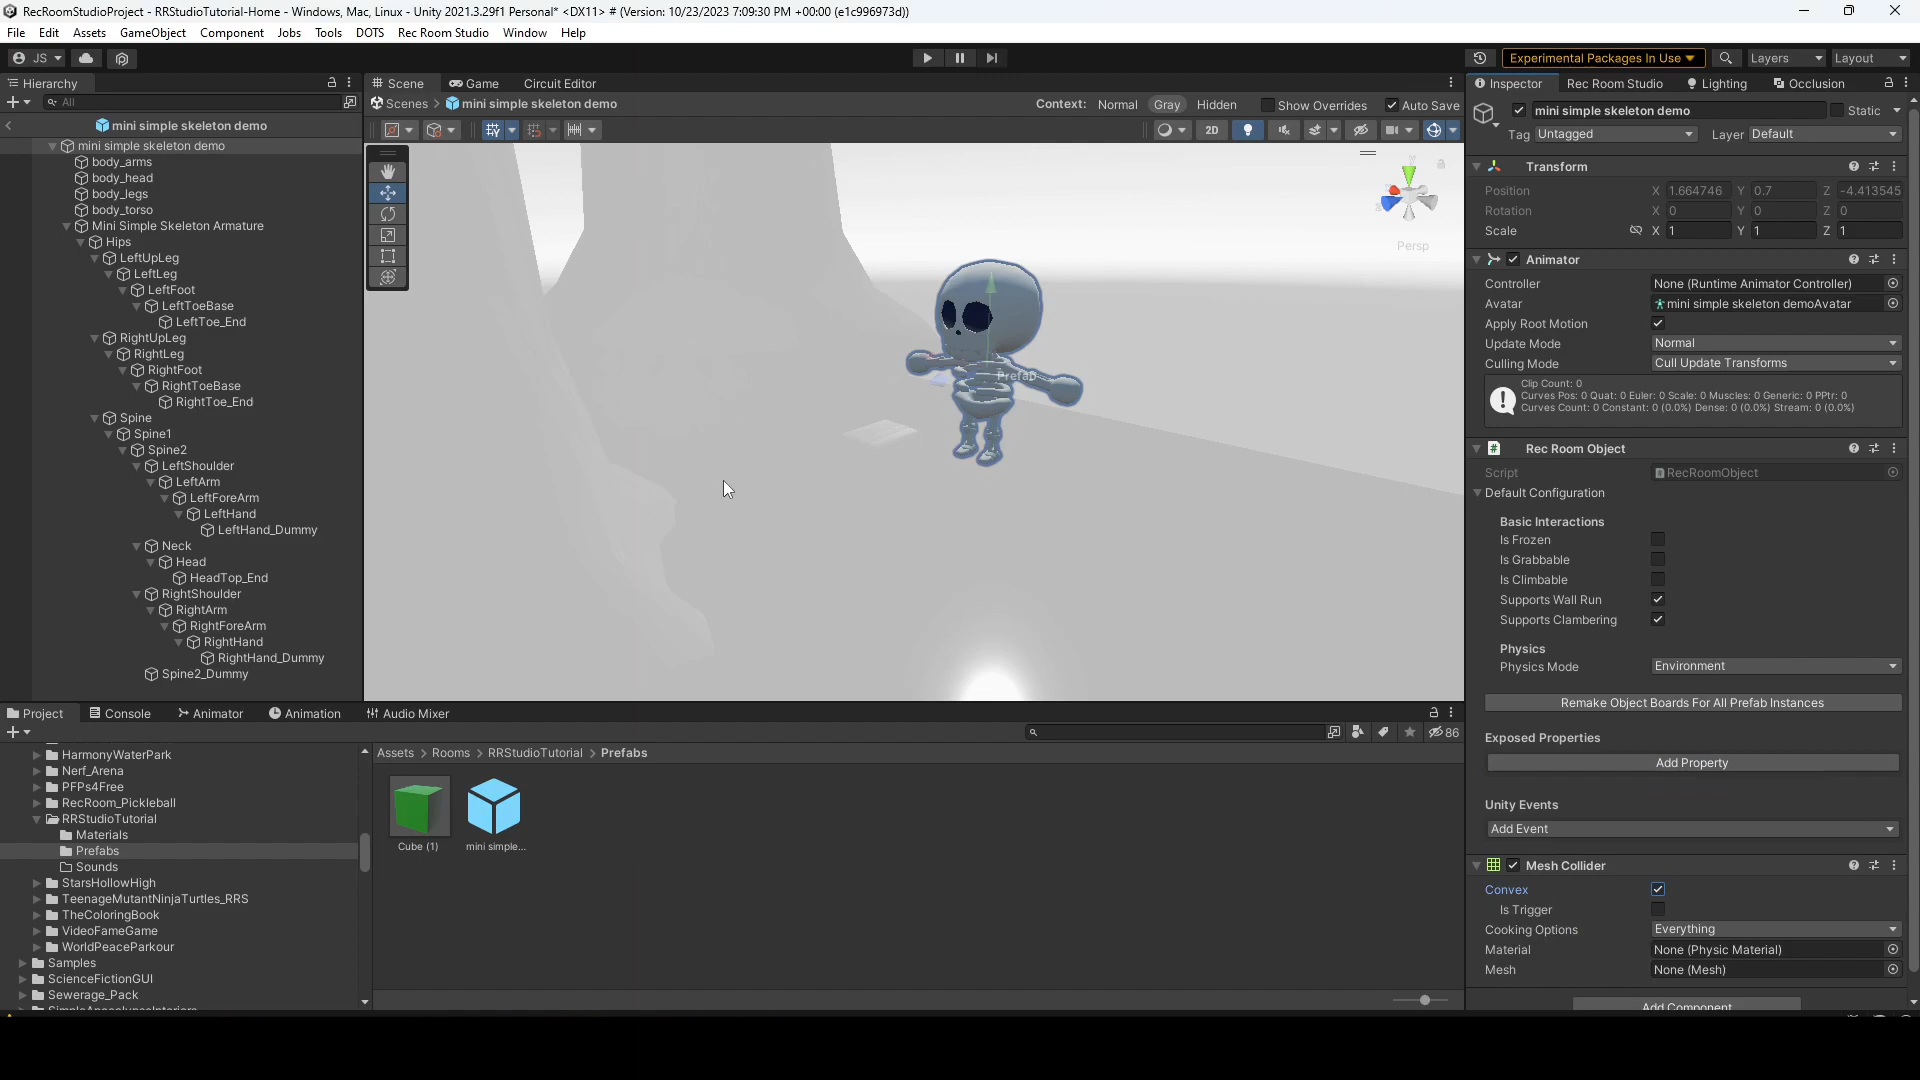 RecRoomStudioProject - RRStudioTutorial-Home - Windows, Mac, Linux - Unity 2021.3.29f1 Personal* <DX11> # (Version: 10/23/2023 7:09:30 PM +00:00 (e1c996973d))
File Edit Assets GameObject Component Jobs Tools DOTS Rec Room Studio Window Help
JS Experimental Packages In Use Layers Layout
Hierarchy
All
mini simple skeleton demo
mini simple skeleton demo
body_arms
body_head
body_legs
body_torso
Mini Simple Skeleton Armature
Hips
LeftUpLeg
LeftLeg
LeftFoot
LeftToeBase
LeftToe_End
RightUpLeg
RightLeg
RightFoot
RightToeBase
RightToe_End
Spine
Spine1
Spine2
LeftShoulder
LeftArm
LeftForeArm
LeftHand
LeftHand_Dummy
Neck
Head
HeadTop_End
RightShoulder
RightArm
RightForeArm
RightHand
RightHand_Dummy
Spine2_Dummy
Scene Game Circuit Editor
Scenes mini simple skeleton demo
Context: Normal Gray Hidden Show Overrides Auto Save
2D
Persp
Prefab
Inspector Rec Room Studio Lighting Occlusion
mini simple skeleton demo Static
Tag Untagged Layer Default
Transform
Position X 1.664746 Y 0.7 Z -4.413545
Rotation X 0 Y 0 Z 0
Scale X 1 Y 1 Z 1
Animator
Controller None (Runtime Animator Controller)
Avatar mini simple skeleton demoAvatar
Apply Root Motion
Update Mode Normal
Culling Mode Cull Update Transforms
Clip Count: 0
Curves Pos: 0 Quat: 0 Euler: 0 Scale: 0 Muscles: 0 Generic: 0 PPtr: 0
Curves Count: 0 Constant: 0 (0.0%) Dense: 0 (0.0%) Stream: 0 (0.0%)
Rec Room Object
Script RecRoomObject
Default Configuration
Basic Interactions
Is Frozen
Is Grabbable
Is Climbable
Supports Wall Run
Supports Clambering
Physics
Physics Mode Environment
Remake Object Boards For All Prefab Instances
Exposed Properties
Add Property
Unity Events
Add Event
Mesh Collider
Convex
Is Trigger
Cooking Options Everything
Material None (Physic Material)
Mesh None (Mesh)
Add Component
Project Console Animator Animation Audio Mixer
86
HarmonyWaterPark
Nerf_Arena
PFPs4Free
RecRoom_Pickleball
RRStudioTutorial
Materials
Prefabs
Sounds
StarsHollowHigh
TeenageMutantNinjaTurtles_RRS
TheColoringBook
VideoFameGame
WorldPeaceParkour
Samples
ScienceFictionGUI
Sewerage_Pack
Assets > Rooms > RRStudioTutorial > Prefabs
Cube (1) mini simple...